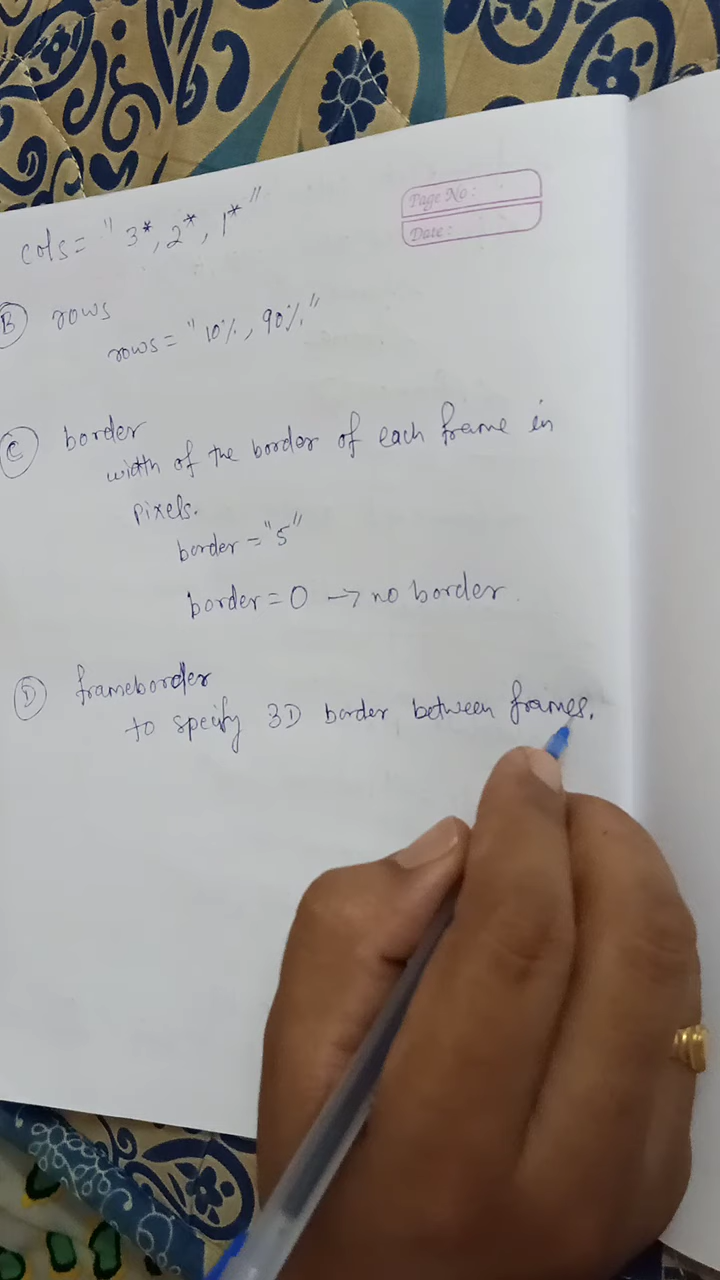 Page No :
Date :
cols = "3*, 2*, 1*"
B rows
rows = "10%, 90%"
C border
width of the border of each frame in
pixels.
border = "5"
border = 0 → no border.
D frameborder
to specify 3D border between frames.